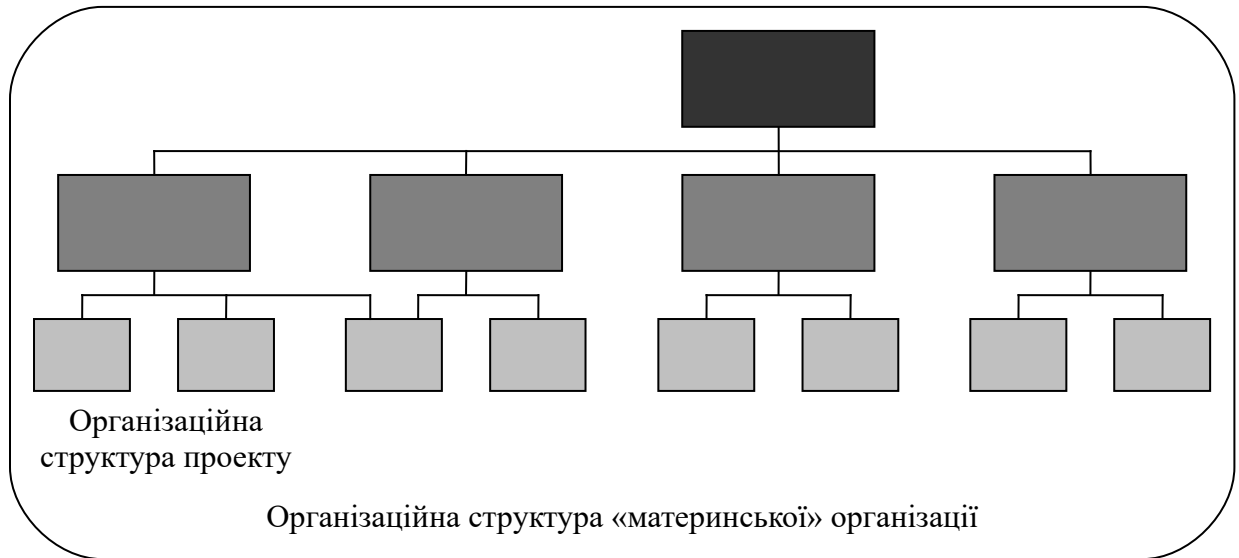 Організаційна
структура проекту
Організаційна структура «материнської» організації